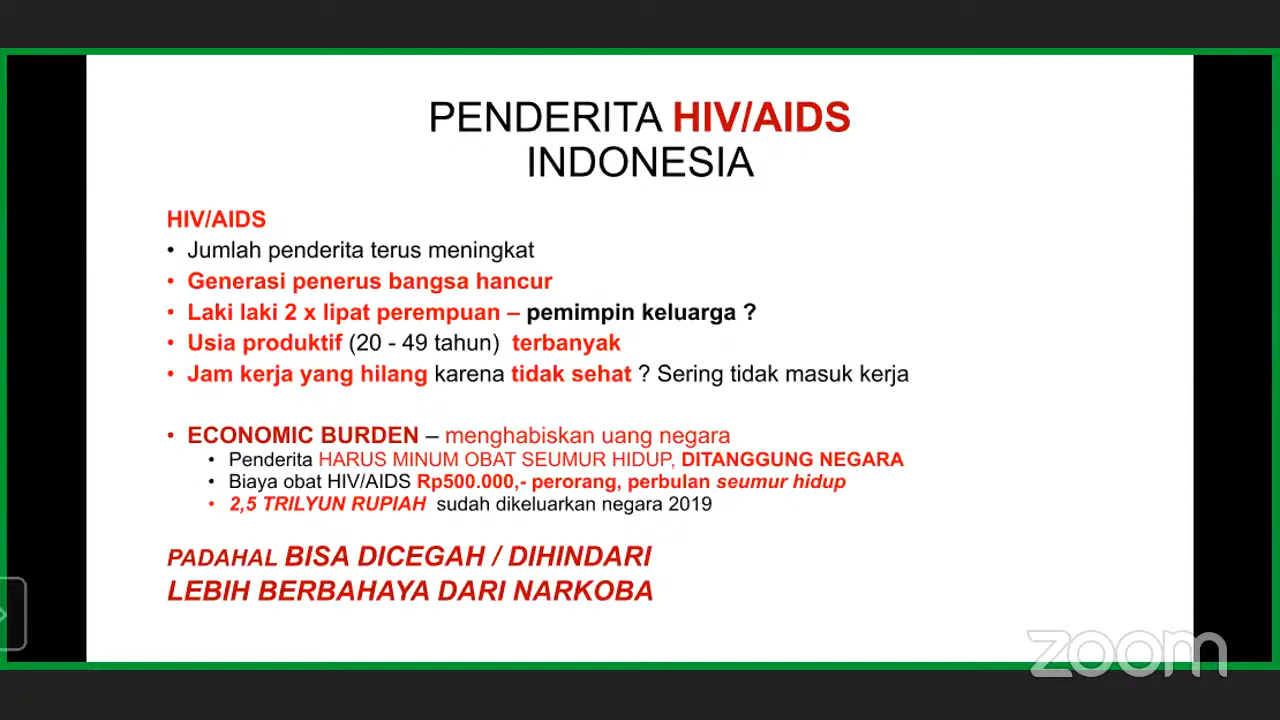 PENDERITA HIV/AIDS
INDONESIA
HIV/AIDS
• Jumlah penderita terus meningkat
• Generasi penerus bangsa hancur
• Laki laki 2 x lipat perempuan – pemimpin keluarga ?
• Usia produktif (20 - 49 tahun) terbanyak
• Jam kerja yang hilang karena tidak sehat ? Sering tidak masuk kerja
• ECONOMIC BURDEN – menghabiskan uang negara
• Penderita HARUS MINUM OBAT SEUMUR HIDUP, DITANGGUNG NEGARA
• Biaya obat HIV/AIDS Rp500.000,- perorang, perbulan seumur hidup
• 2,5 TRILYUN RUPIAH sudah dikeluarkan negara 2019
PADAHAL BISA DICEGAH / DIHINDARI
LEBIH BERBAHAYA DARI NARKOBA
zoom